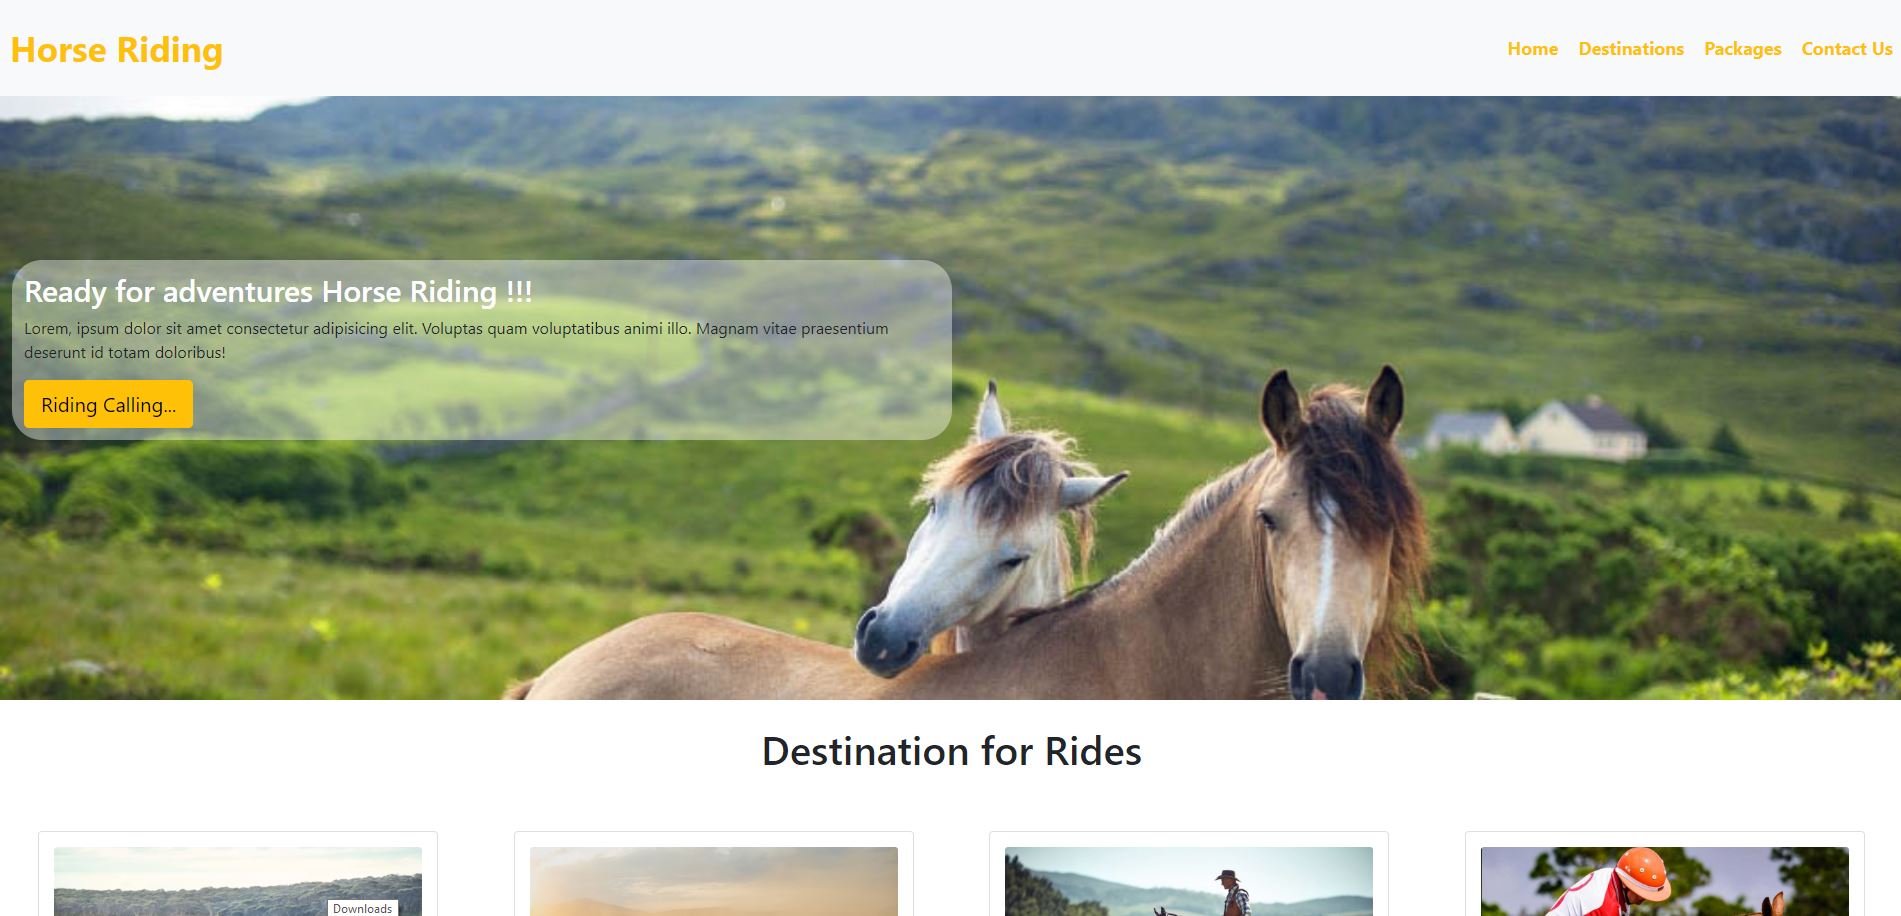 Horse Riding
Home Destinations Packages Contact Us
Ready for adventures Horse Riding !!!
Lorem, ipsum dolor sit amet consectetur adipisicing elit. Voluptas quam voluptatibus animi illo. Magnam vitae praesentium
deserunt id totam doloribus!
Riding Calling...
Destination for Rides
Downloads